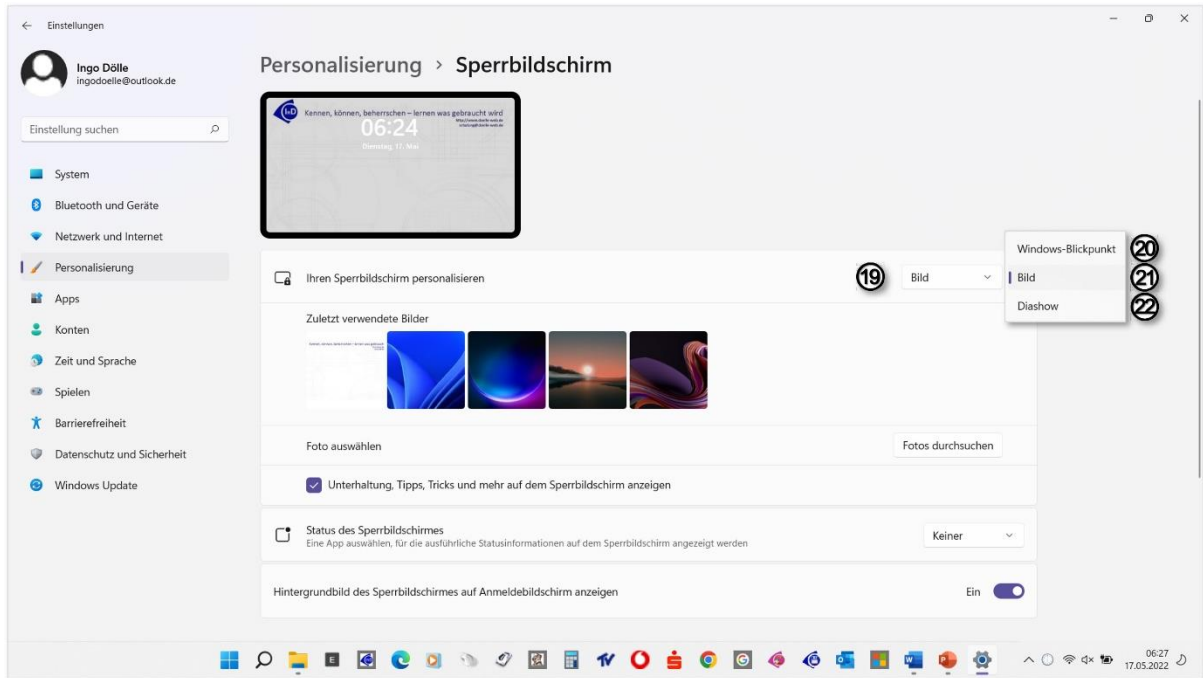 Einstellungen
Ingo Dölle
ingodoelle@outlook.de
Einstellung suchen
System
Bluetooth und Geräte
Netzwerk und Internet
Personalisierung
Apps
Konten
Zeit und Sprache
Spielen
Barrierefreiheit
Datenschutz und Sicherheit
Windows Update
Personalisierung > Sperrbildschirm
Kennen, können, beherrschen – lernen was gebraucht wird
06:24
Dienstag, 17. Mai
Ihren Sperrbildschirm personalisieren
19
Bild
Windows-Blickpunkt 20
Bild 21
Diashow 22
Zuletzt verwendete Bilder
Foto auswählen
Fotos durchsuchen
Unterhaltung, Tipps, Tricks und mehr auf dem Sperrbildschirm anzeigen
Status des Sperrbildschirmes
Eine App auswählen, für die ausführliche Statusinformationen auf dem Sperrbildschirm angezeigt werden
Keiner
Hintergrundbild des Sperrbildschirmes auf Anmeldebildschirm anzeigen
Ein
06:27
17.05.2022